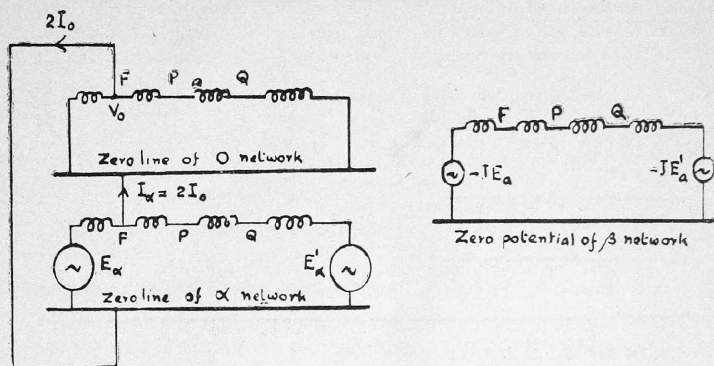 2I₀
F P a Q
V₀
Zero line of O network
I_α = 2I₀
F P Q
E_α E'_α
Zero line of α network
F P Q
-JE_a -JE'_a
Zero potential of β network